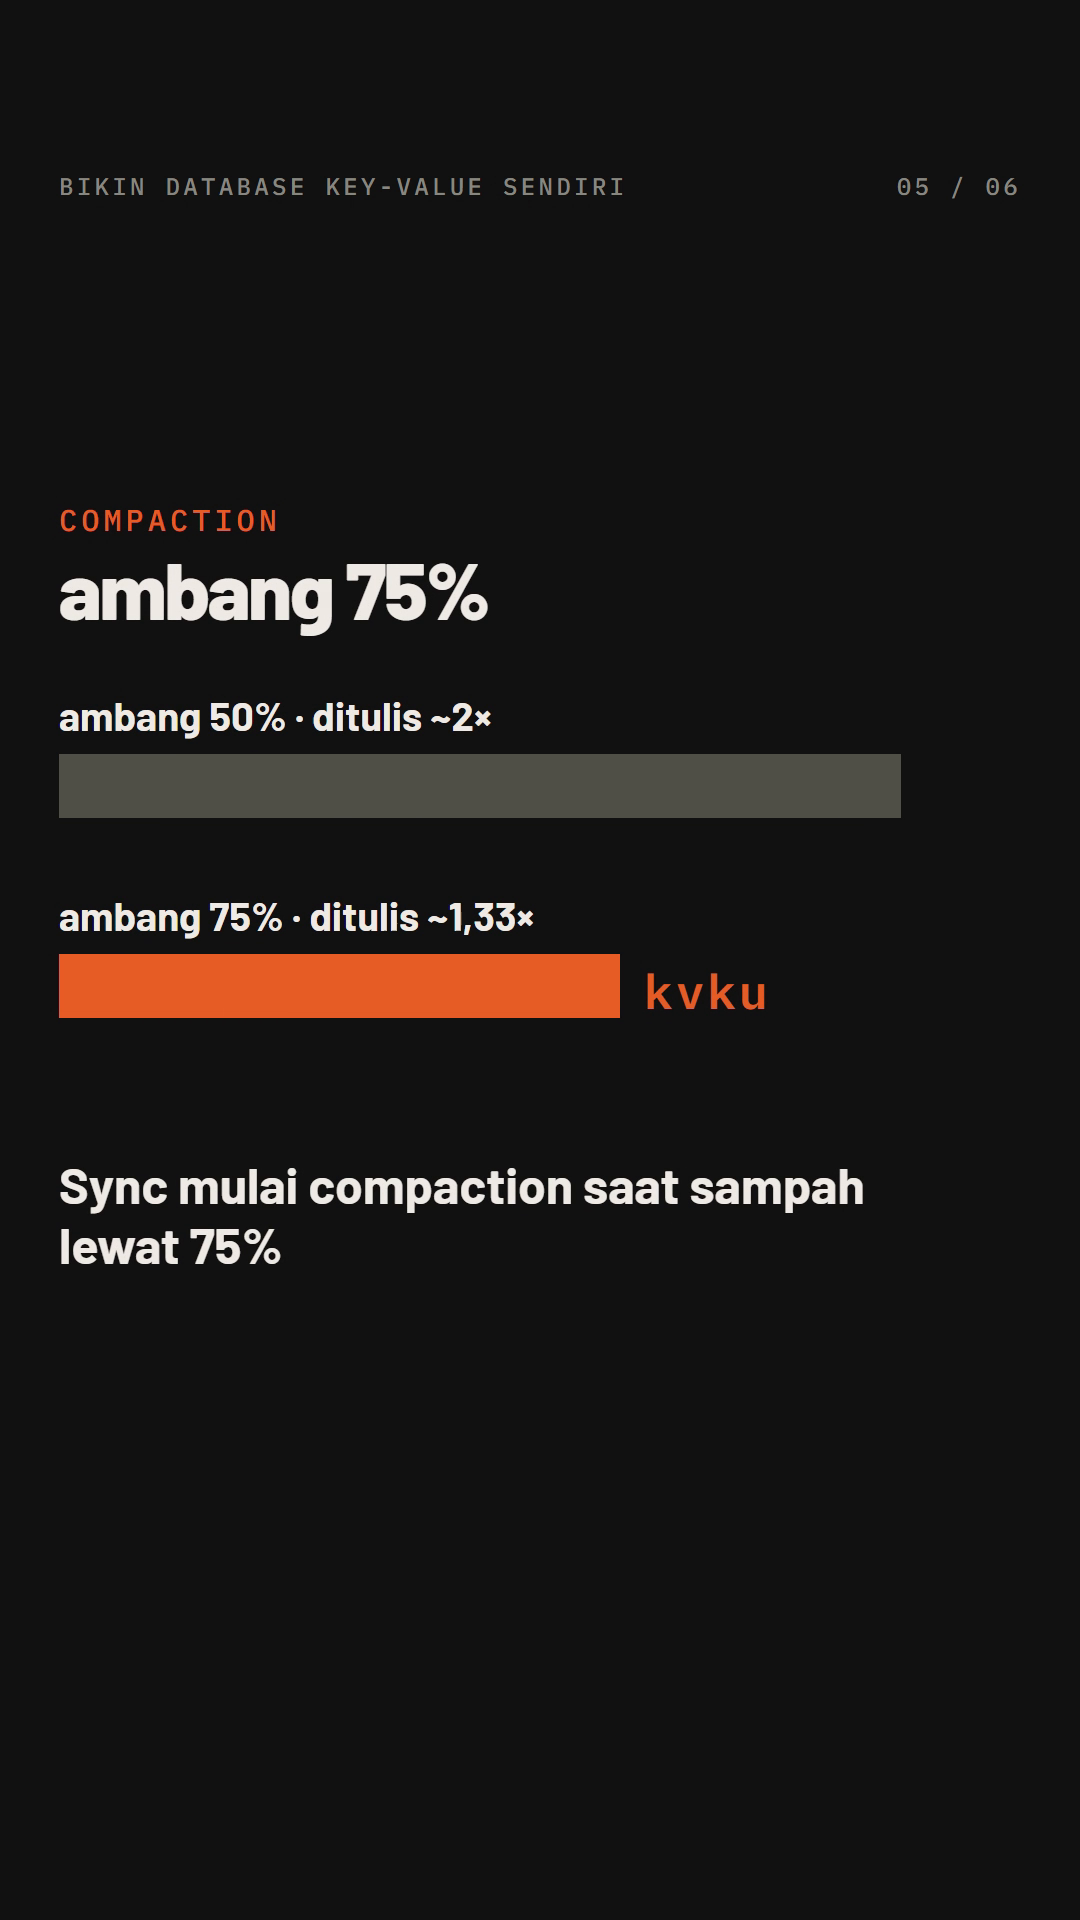 BIKIN DATABASE KEY-VALUE SENDIRI
05 / 06
COMPACTION
ambang 75%
ambang 50% · ditulis ~2×
ambang 75% · ditulis ~1,33×
kvku
Sync mulai compaction saat sampah
lewat 75%